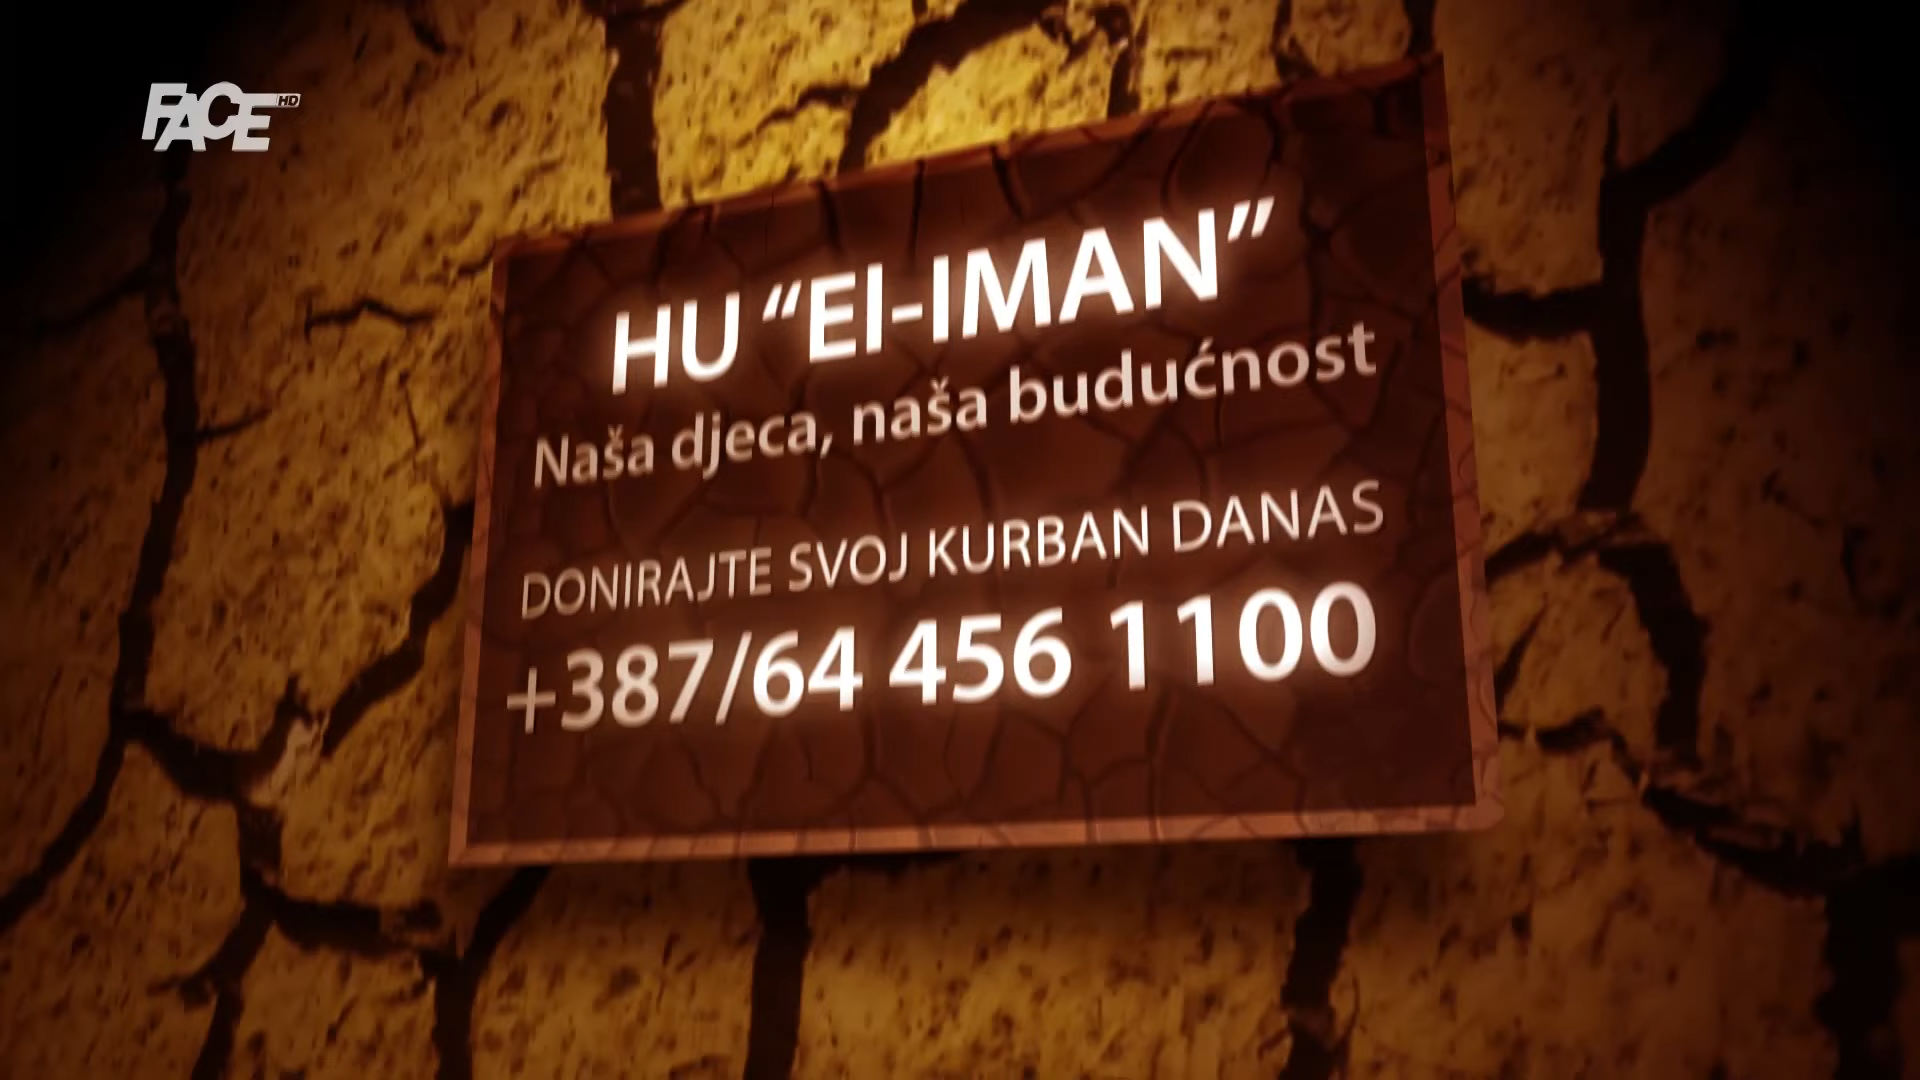 FACE HD
HU “El-IMAN”
Naša djeca, naša budućnost
DONIRAJTE SVOJ KURBAN DANAS
+387/64 456 1100